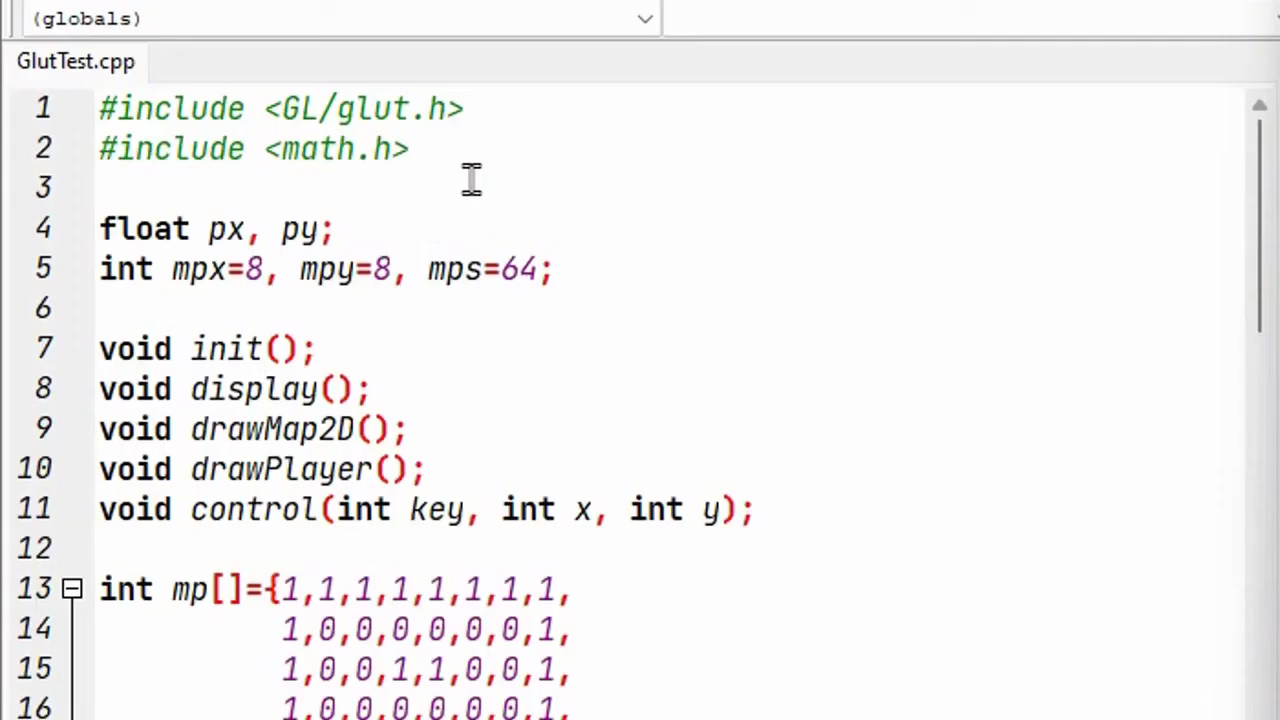 (globals)
GlutTest.cpp
1 #include <GL/glut.h>
2 #include <math.h>
3
4 float px, py;
5 int mpx=8, mpy=8, mps=64;
6
7 void init();
8 void display();
9 void drawMap2D();
10 void drawPlayer();
11 void control(int key, int x, int y);
12
13 int mp[]={1,1,1,1,1,1,1,1,
14 1,0,0,0,0,0,0,1,
15 1,0,0,1,1,0,0,1,
16 1,0,0,0,0,0,0,1,